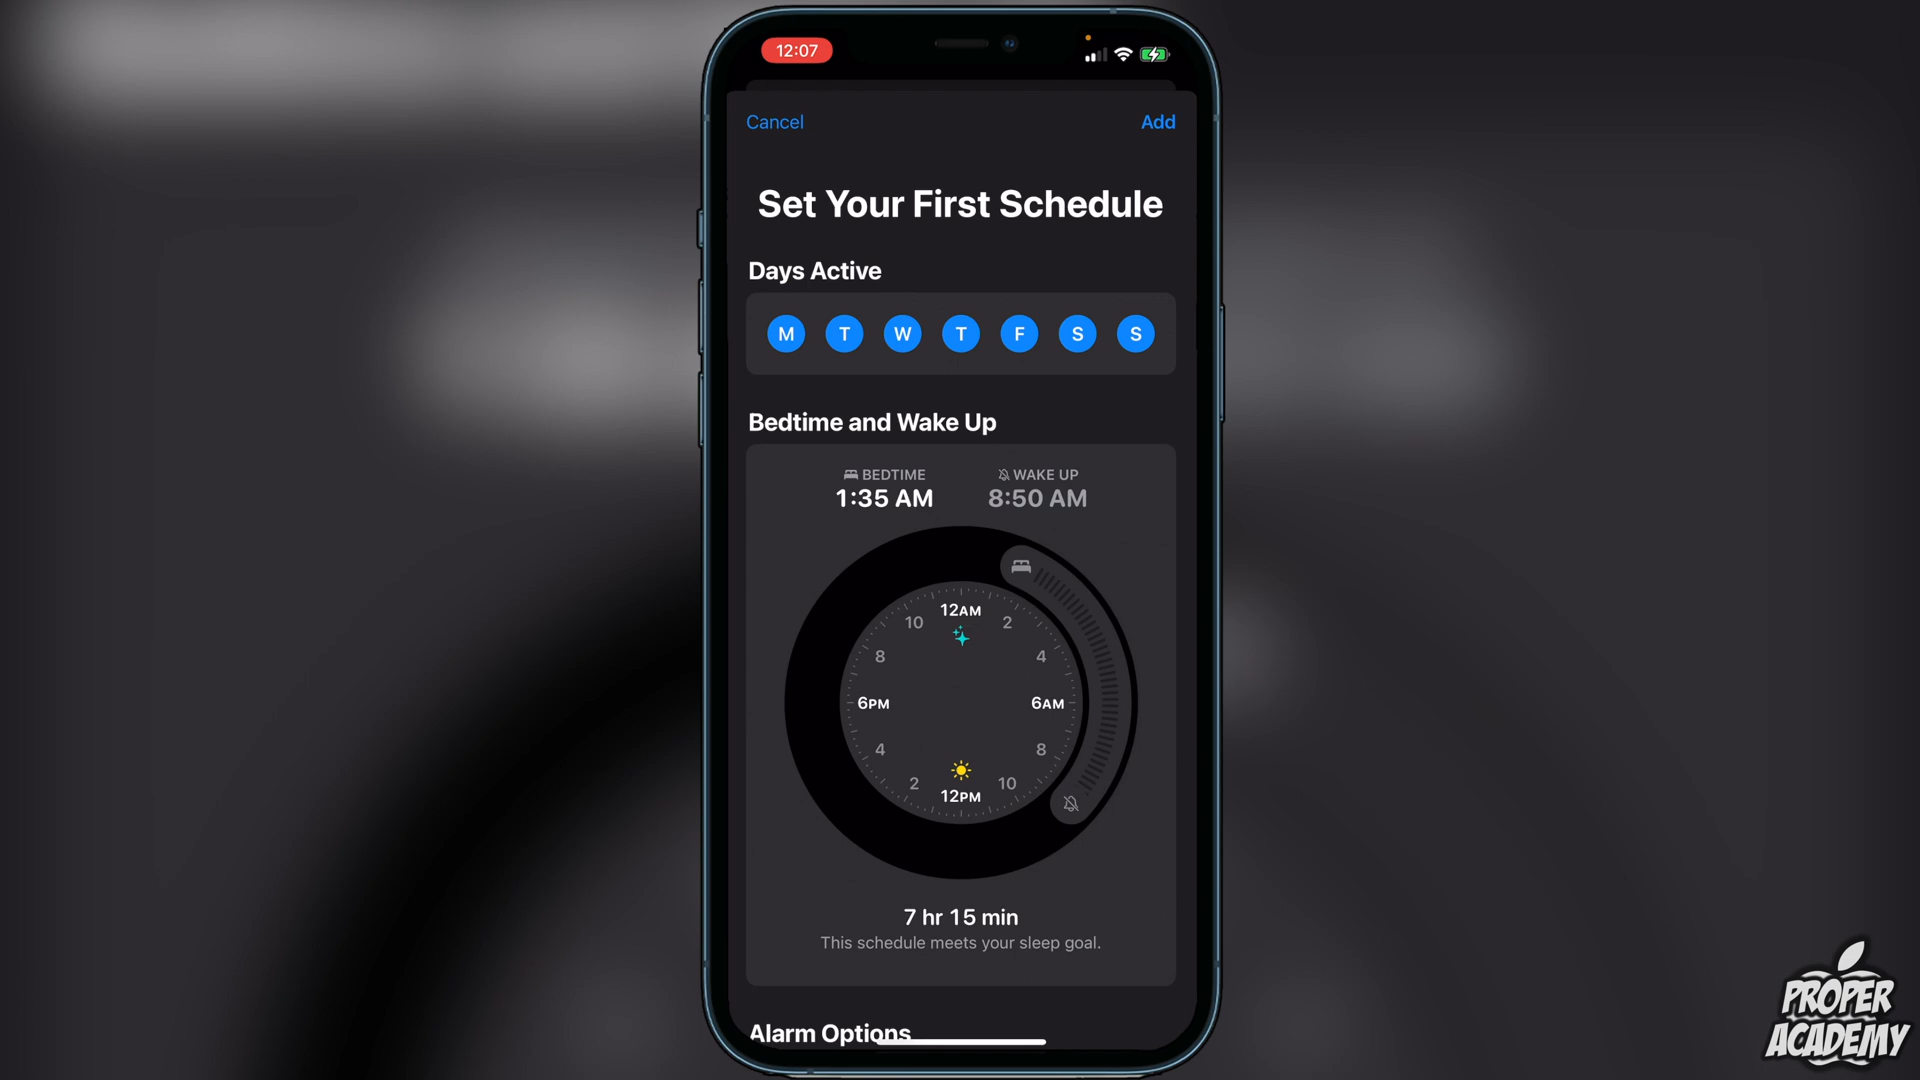 12:07
Cancel
Add
Set Your First Schedule
Days Active
M T W T F S S
Bedtime and Wake Up
BEDTIME
WAKE UP
1:35 AM
8:50 AM
12AM
10
2
8
4
6PM
6AM
4
8
2
10
12PM
7 hr 15 min
This schedule meets your sleep goal.
Alarm Options
PROPER
ACADEMY